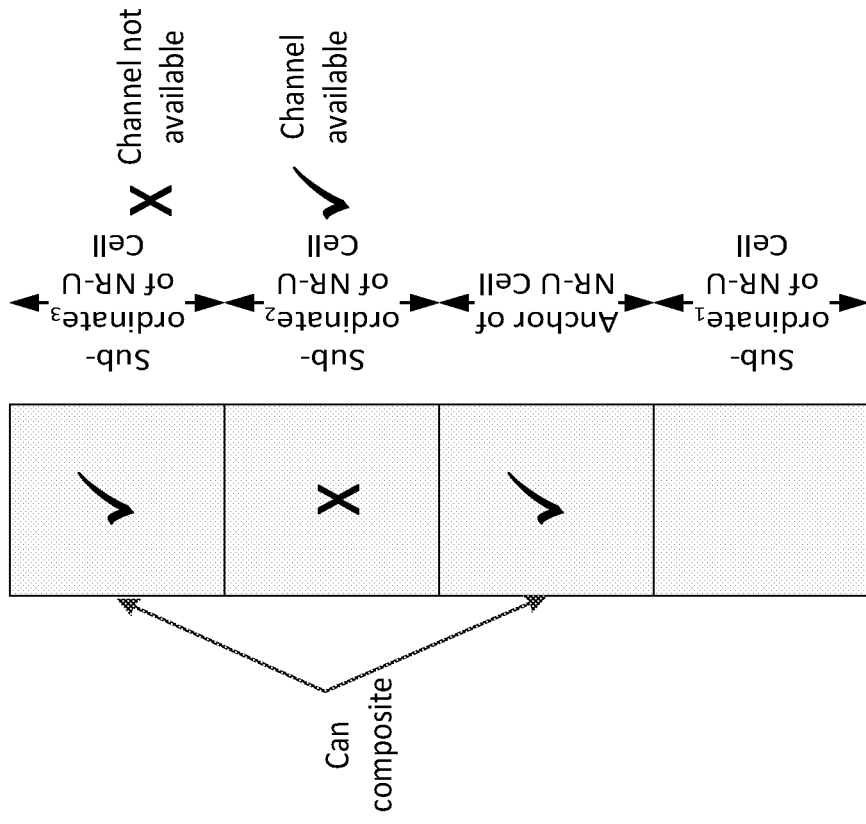 Channel not
available
Channel
available
Sub-
ordinate₃
of NR-U
Cell
Sub-
ordinate₂
of NR-U
Cell
Anchor of
NR-U Cell
Sub-
ordinate₁
of NR-U
Cell
Can
composite